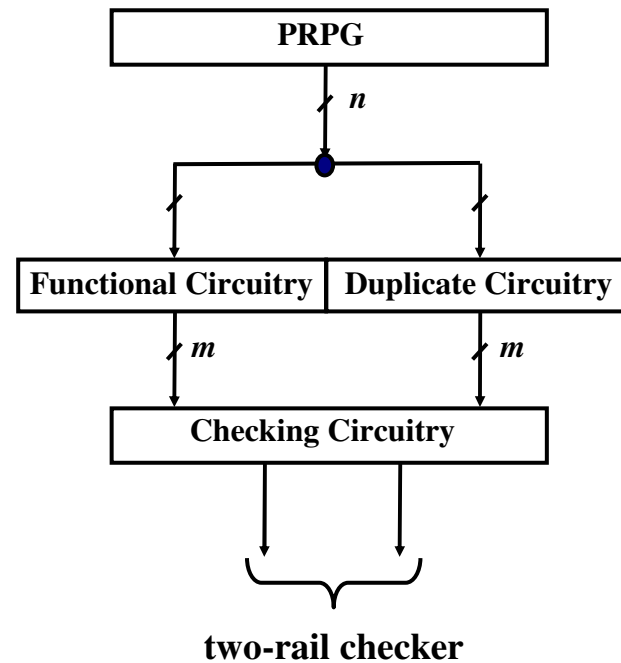 PRPG
n
Functional Circuitry
Duplicate Circuitry
m
m
Checking Circuitry
two-rail checker